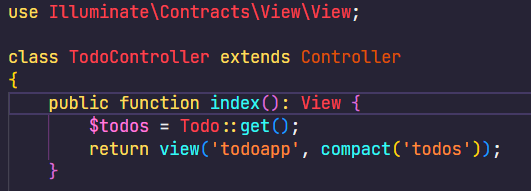 use Illuminate\Contracts\View\View;
class TodoController extends Controller
{
    public function index(): View {
        $todos = Todo::get();
        return view('todoapp', compact('todos'));
    }